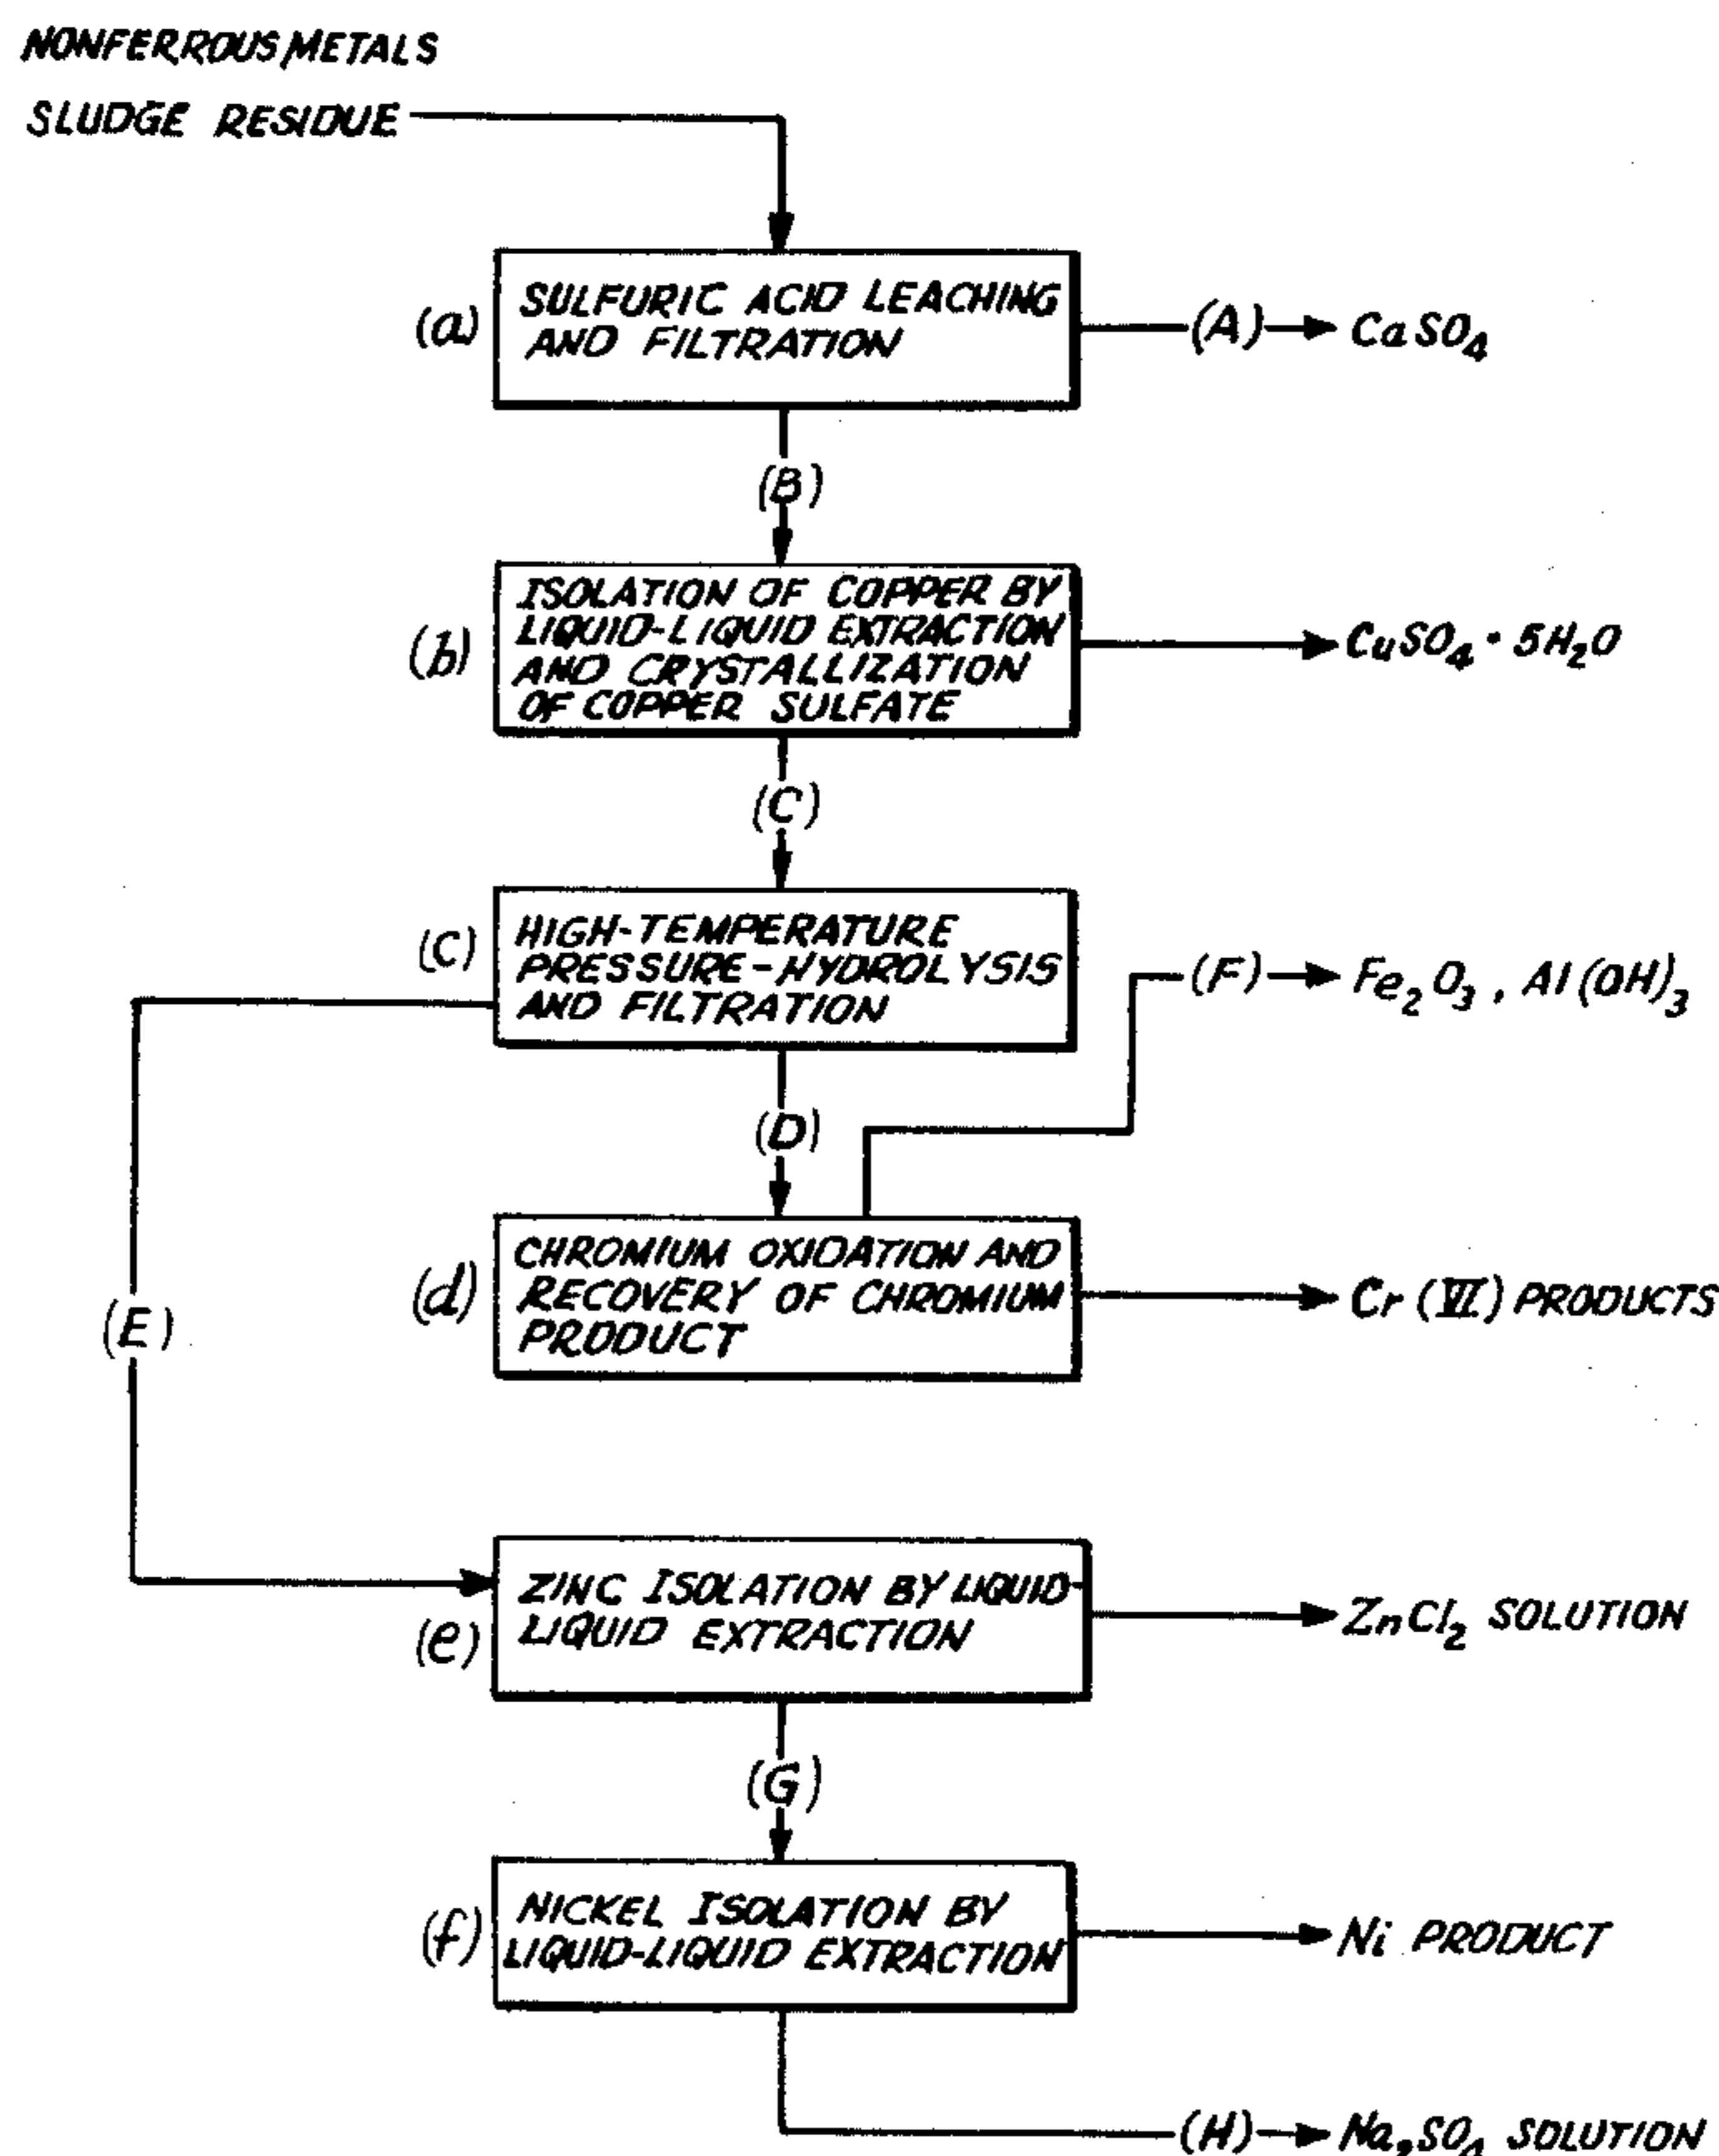 NONFERROUS METALS
SLUDGE RESIDUE
(a)
SULFURIC ACID LEACHING
AND FILTRATION
(A)
CaSO₄
(B)
(b)
ISOLATION OF COPPER BY
LIQUID-LIQUID EXTRACTION
AND CRYSTALLIZATION
OF COPPER SULFATE
CuSO₄ • 5H₂O
(C)
(C)
HIGH-TEMPERATURE
PRESSURE-HYDROLYSIS
AND FILTRATION
(F)
Fe₂O₃, Al(OH)₃
(D)
(d)
CHROMIUM OXIDATION AND
RECOVERY OF CHROMIUM
PRODUCT
Cr (VI) PRODUCTS
(E)
(e)
ZINC ISOLATION BY LIQUID-
LIQUID EXTRACTION
ZnCl₂ SOLUTION
(G)
(f)
NICKEL ISOLATION BY
LIQUID-LIQUID EXTRACTION
Ni PRODUCT
(H)
Na₂SO₄ SOLUTION